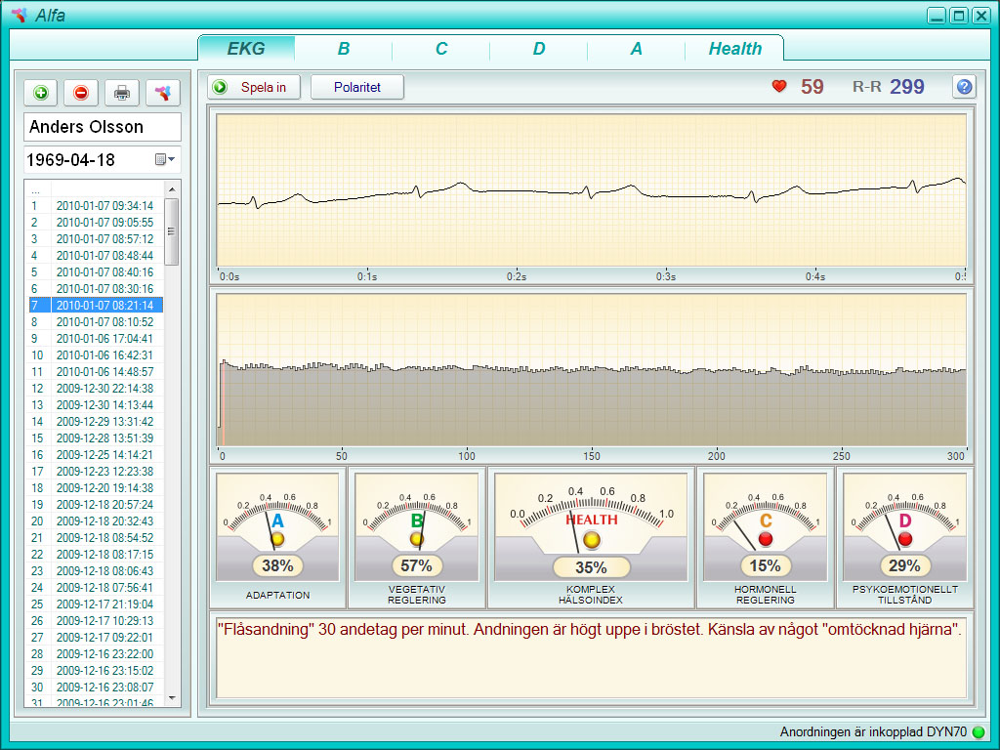 Alfa
EKG B C D A Health
Spela in Polaritet 59 R-R 299 ?
Anders Olsson
1969-04-18
...
1 2010-01-07 09:34:14
2 2010-01-07 09:05:55
3 2010-01-07 08:57:12
4 2010-01-07 08:48:44
5 2010-01-07 08:40:16
6 2010-01-07 08:30:16
7 2010-01-07 08:21:14
8 2010-01-07 08:10:52
9 2010-01-06 17:04:41
10 2010-01-06 16:42:31
11 2010-01-06 14:48:57
12 2009-12-30 22:14:38
13 2009-12-30 14:13:44
14 2009-12-29 13:31:42
15 2009-12-28 13:51:39
16 2009-12-25 14:14:21
17 2009-12-23 12:23:38
18 2009-12-20 19:14:38
19 2009-12-18 20:57:24
20 2009-12-18 20:32:43
21 2009-12-18 08:54:52
22 2009-12-18 08:17:15
23 2009-12-18 08:06:43
24 2009-12-18 07:56:41
25 2009-12-17 21:19:04
26 2009-12-17 10:29:13
27 2009-12-17 09:22:01
28 2009-12-16 23:22:00
29 2009-12-16 23:15:02
30 2009-12-16 23:08:07
31 2009-12-16 23:01:46
0:0s 0:1s 0:2s 0:3s 0:4s 0:5
0 50 100 150 200 250 300
0 0.2 0.4 0.6 0.8 1
A
38%
ADAPTATION
0 0.2 0.4 0.6 0.8 1
B
57%
VEGETATIV
REGLERING
0.0 0.2 0.4 0.6 0.8 1.0
HEALTH
35%
KOMPLEX
HÄLSOINDEX
0 0.2 0.4 0.6 0.8 1
C
15%
HORMONELL
REGLERING
0 0.2 0.4 0.6 0.8 1
D
29%
PSYKOEMOTIONELLT
TILLSTÅND
"Flåsandning" 30 andetag per minut. Andningen är högt uppe i bröstet. Känsla av något "omtöcknad hjärna".
Anordningen är inkopplad DYN70